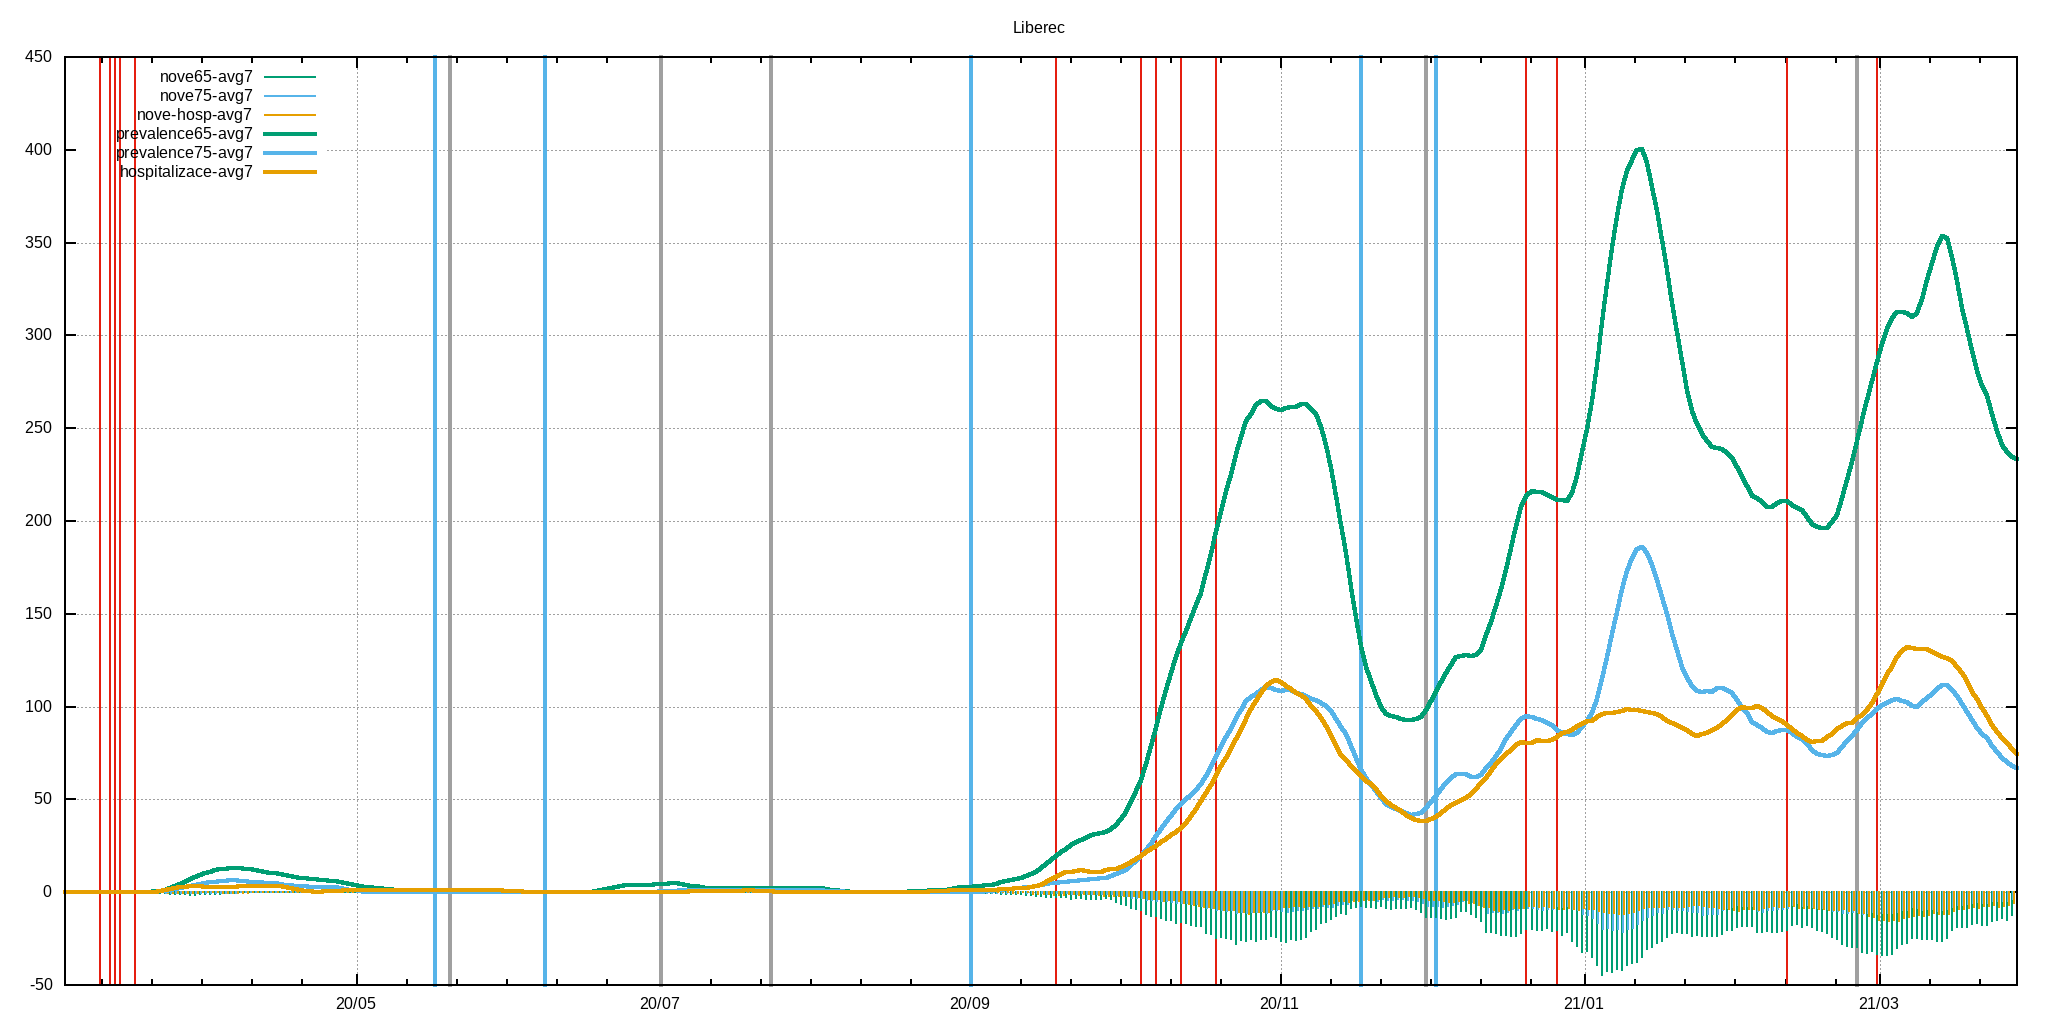 Liberec
450
400
350
300
250
200
150
100
50
0
-50
nove65-avg7
nove75-avg7
nove-hosp-avg7
prevalence65-avg7
prevalence75-avg7
hospitalizace-avg7
20/05
20/07
20/09
20/11
21/01
21/03